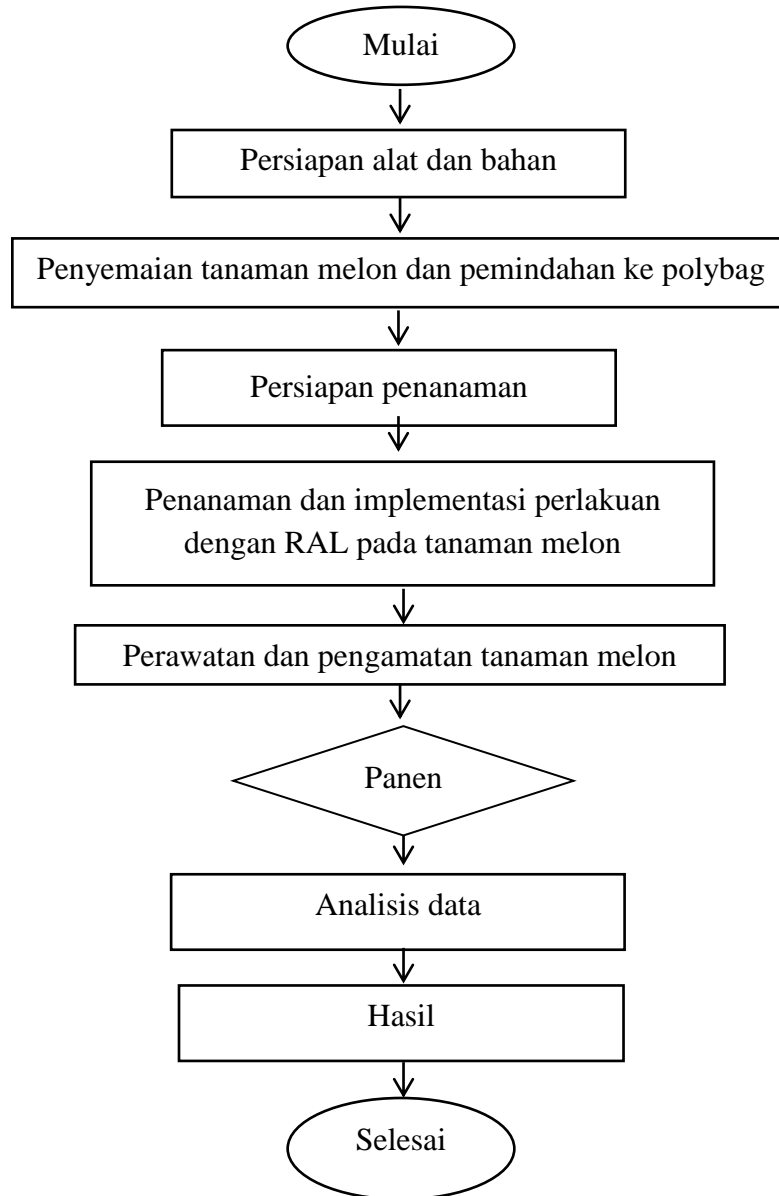 Mulai
Persiapan alat dan bahan
Penyemaian tanaman melon dan pemindahan ke polybag
Persiapan penanaman
Penanaman dan implementasi perlakuan
dengan RAL pada tanaman melon
Perawatan dan pengamatan tanaman melon
Panen
Analisis data
Hasil
Selesai